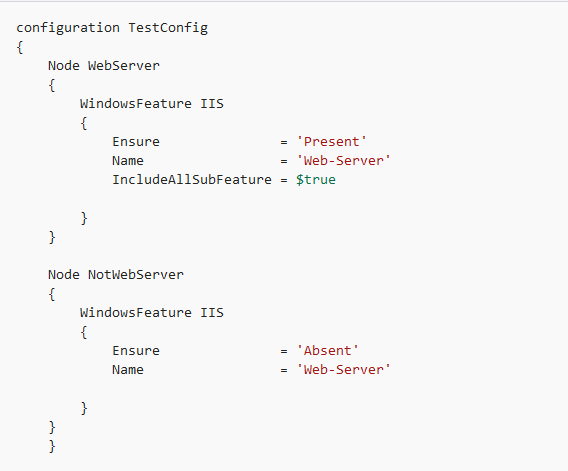 configuration TestConfig
{
    Node WebServer
    {
        WindowsFeature IIS
        {
            Ensure               = 'Present'
            Name                 = 'Web-Server'
            IncludeAllSubFeature = $true

        }
    }

    Node NotWebServer
    {
        WindowsFeature IIS
        {
            Ensure               = 'Absent'
            Name                 = 'Web-Server'

        }
    }
    }